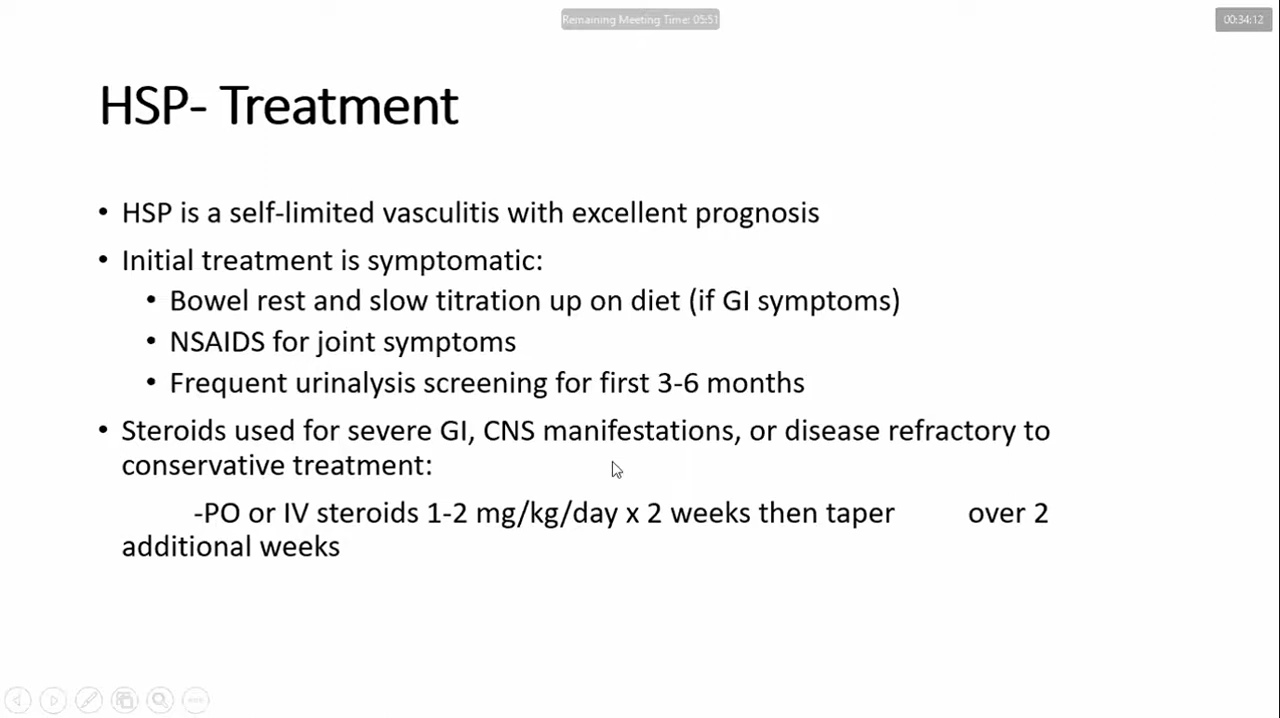 Remaining Meeting Time: 05:51
00:34:12
HSP- Treatment
• HSP is a self-limited vasculitis with excellent prognosis
• Initial treatment is symptomatic:
• Bowel rest and slow titration up on diet (if GI symptoms)
• NSAIDS for joint symptoms
• Frequent urinalysis screening for first 3-6 months
• Steroids used for severe GI, CNS manifestations, or disease refractory to
conservative treatment:
-PO or IV steroids 1-2 mg/kg/day x 2 weeks then taper over 2
additional weeks